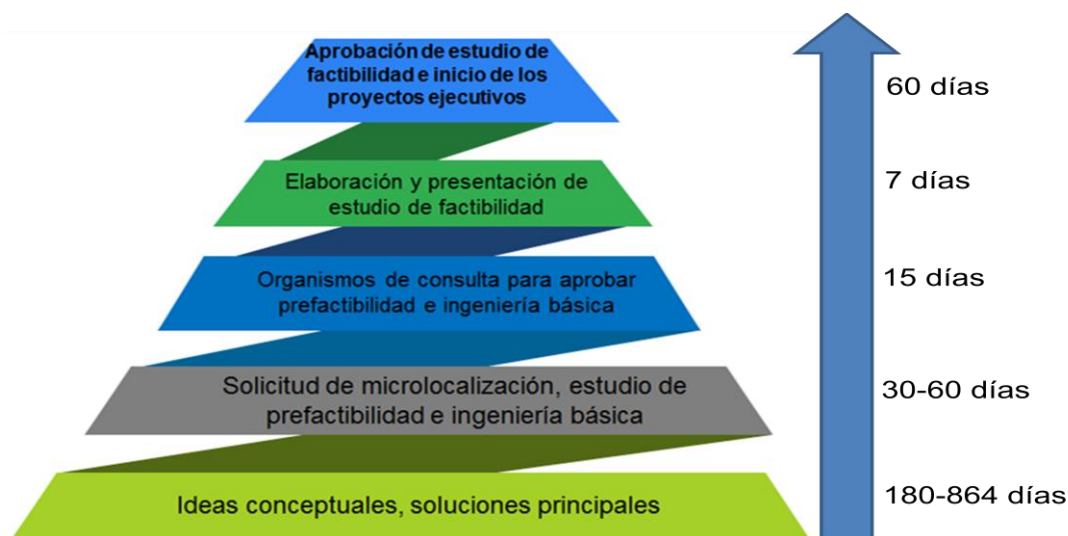 Aprobación de estudio de
factibilidad e inicio de los
proyectos ejecutivos
60 días
Elaboración y presentación de
estudio de factibilidad
7 días
Organismos de consulta para aprobar
prefactibilidad e ingeniería básica
15 días
Solicitud de microlocalización, estudio de
prefactibilidad e ingeniería básica
30-60 días
Ideas conceptuales, soluciones principales
180-864 días